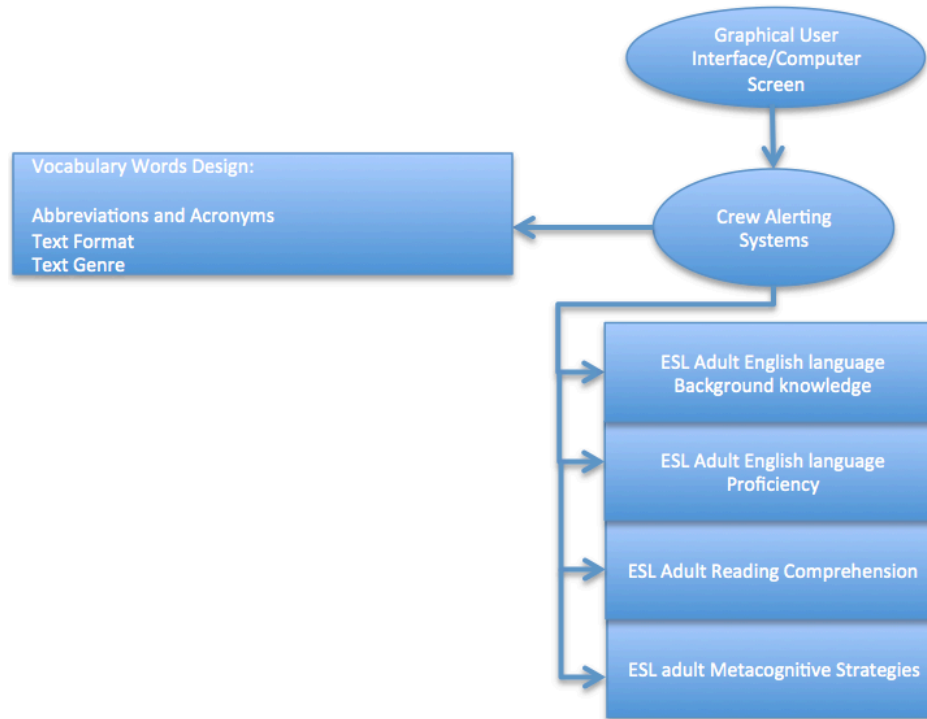 Graphical User
Interface/Computer
Screen
Vocabulary Words Design:
Abbreviations and Acronyms
Text Format
Text Genre
Crew Alerting
Systems
ESL Adult English language
Background knowledge
ESL Adult English language
Proficiency
ESL Adult Reading Comprehension
ESL adult Metacognitive Strategies